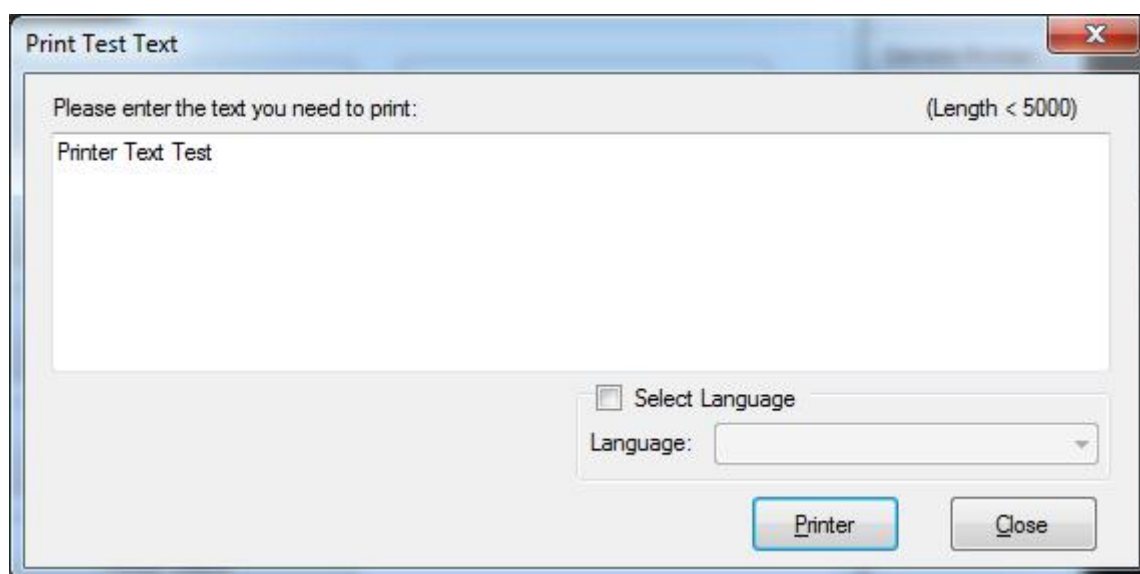 Print Test Text
Please enter the text you need to print: (Length < 5000)
Printer Text Test
Select Language
Language:
Printer Close